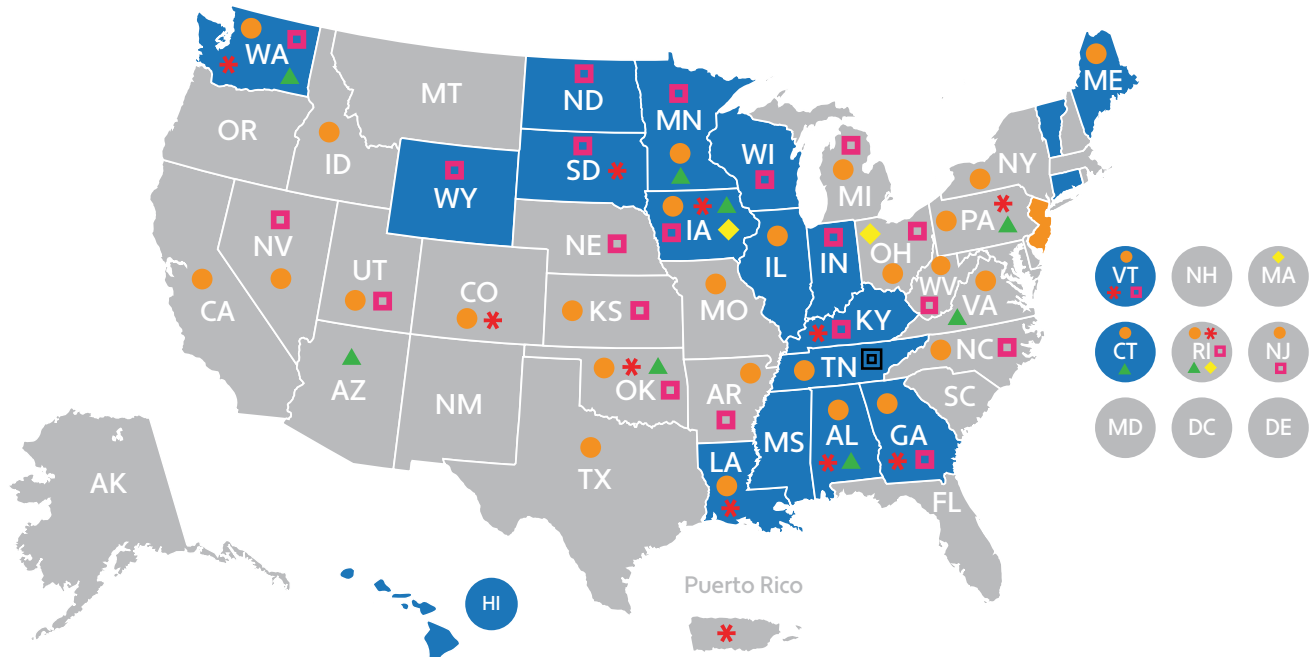 WA
MT
ND
MN
ME
OR
ID
SD
WI
MI
NY
WY
IA
PA
NV
UT
NE
IL
IN
OH
WV
VA
CA
CO
KS
MO
KY
NC
AZ
NM
OK
AR
TN
SC
TX
LA
MS
AL
GA
FL
AK
HI
Puerto Rico
VT
NH
MA
CT
RI
NJ
MD
DC
DE